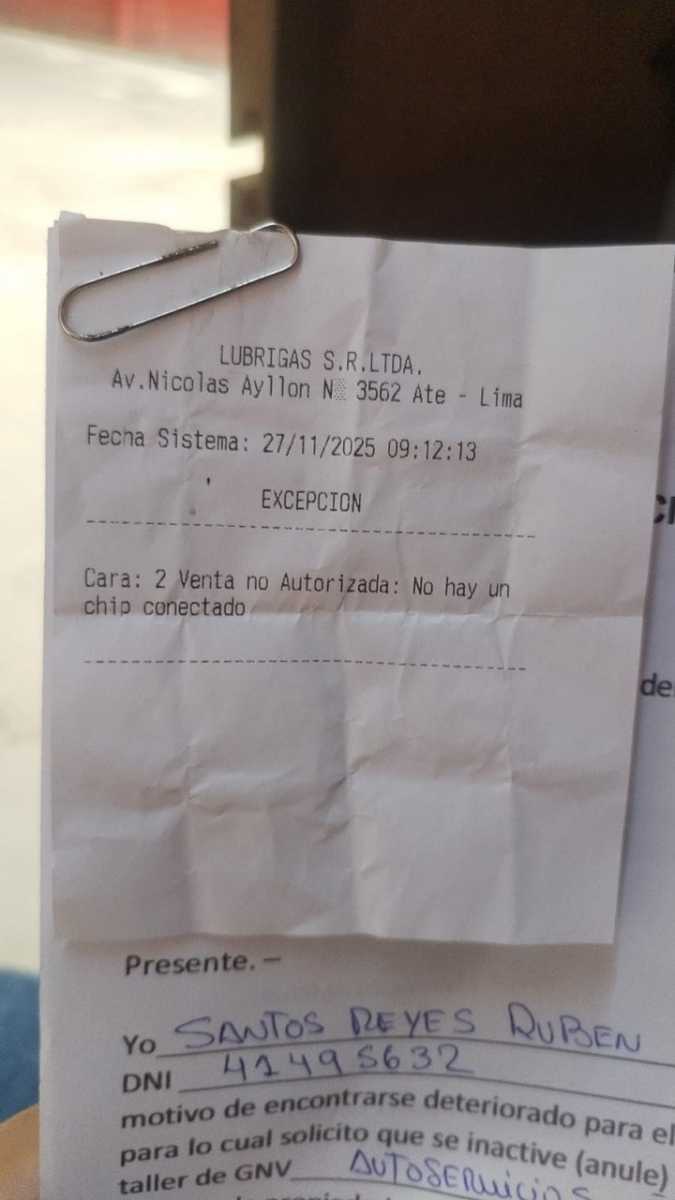 LUBRIGAS S.R.LTDA.
Av.Nicolas Ayllon N░ 3562 Ate - Lima
Fecha Sistema: 27/11/2025 09:12:13
EXCEPCION
Cara: 2 Venta no Autorizada: No hay un
chip conectado
de
Presente. –
Yo SANTOS REYES RUBEN
DNI 41495632
motivo de encontrarse deteriorado para el
para lo cual solicito que se inactive (anule)
taller de GNV AUTOSERVICIOS